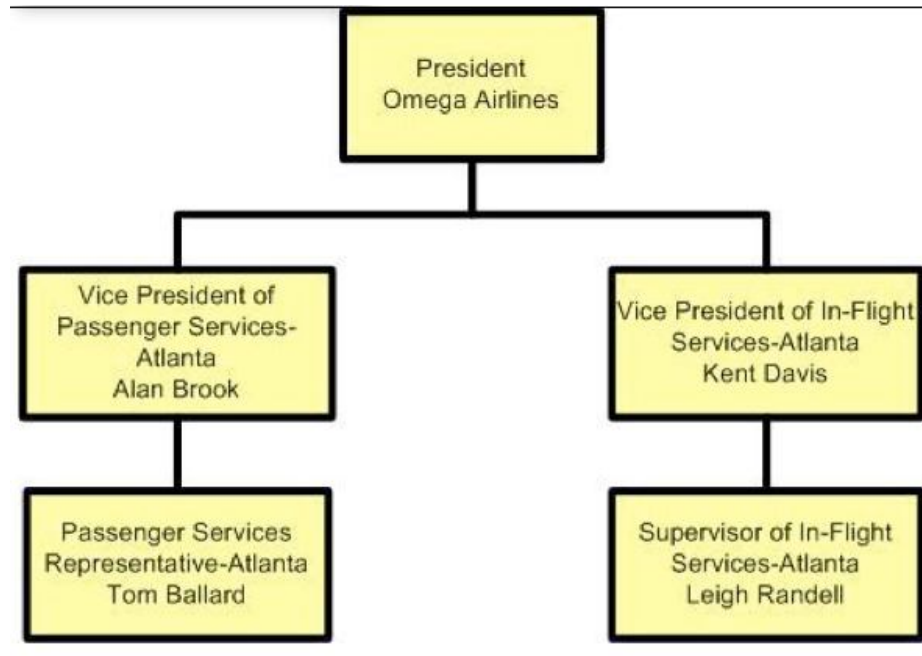 President
Omega Airlines
Vice President of
Passenger Services-
Atlanta
Alan Brook
Vice President of In-Flight
Services-Atlanta
Kent Davis
Passenger Services
Representative-Atlanta
Tom Ballard
Supervisor of In-Flight
Services-Atlanta
Leigh Randell